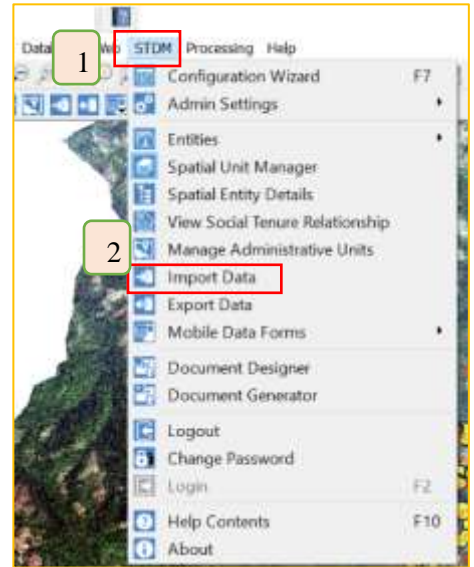 1
STDM Processing Help
Configuration Wizard F7
Admin Settings
Entities
Spatial Unit Manager
Spatial Entity Details
View Social Tenure Relationship
2
Manage Administrative Units
Import Data
Export Data
Mobile Data Forms
Document Designer
Document Generator
Logout
Change Password
Login F2
Help Contents F10
About